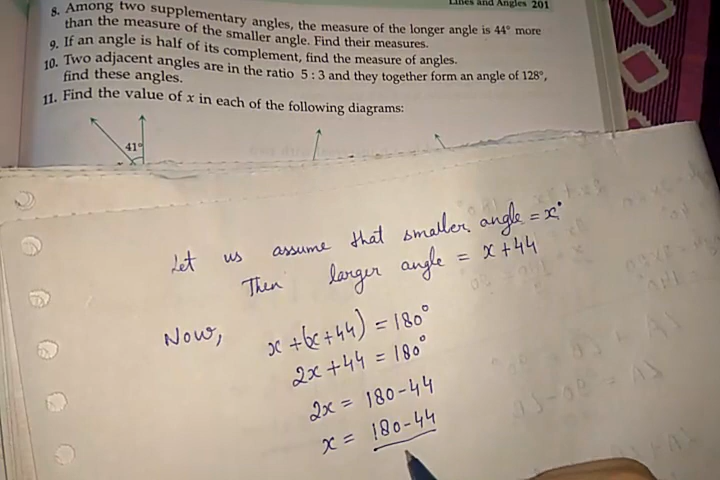 Lines and Angles 201
8. Among two supplementary angles, the measure of the longer angle is 44° more
than the measure of the smaller angle. Find their measures.
9. If an angle is half of its complement, find the measure of angles.
10. Two adjacent angles are in the ratio 5 : 3 and they together form an angle of 128°,
find these angles.
11. Find the value of x in each of the following diagrams:
41°
Let us assume that smaller angle = x°
Then larger angle = x+44
Now, x+(x+44) = 180°
2x+44 = 180°
2x = 180-44
x = 180-44